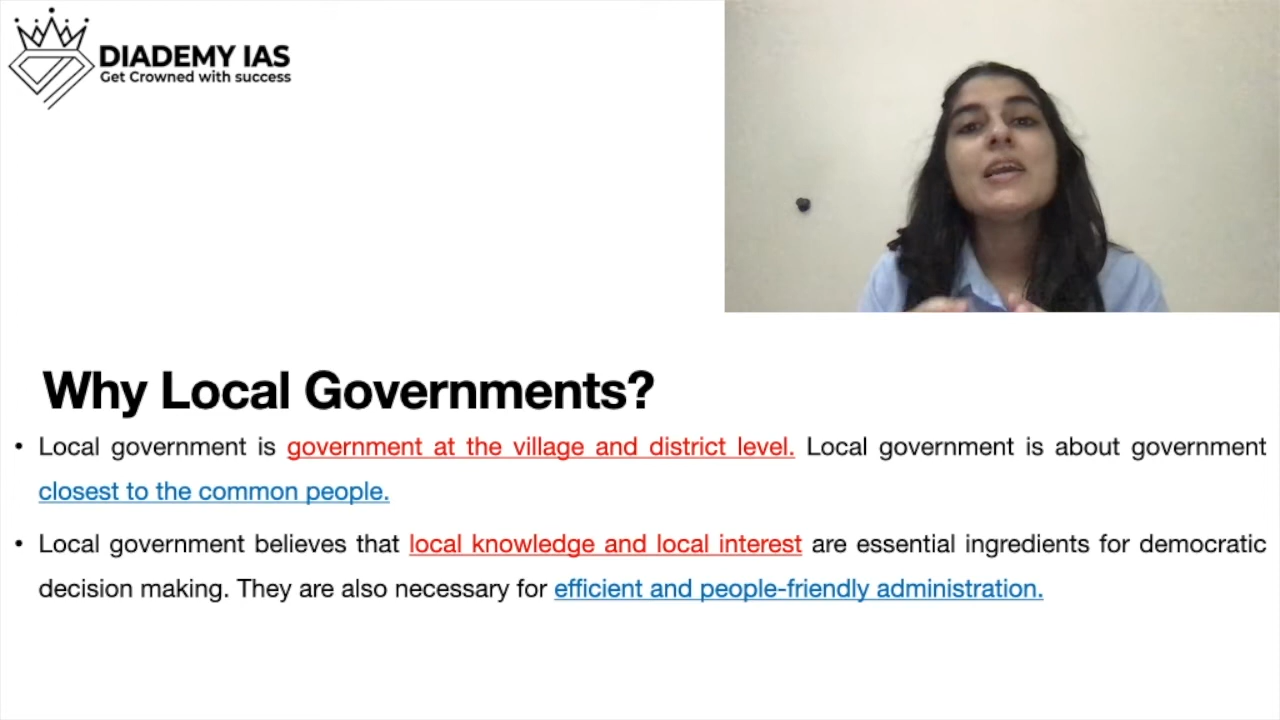 DIADEMY IAS
Get Crowned with success
Why Local Governments?
• Local government is government at the village and district level. Local government is about government
closest to the common people.
• Local government believes that local knowledge and local interest are essential ingredients for democratic
decision making. They are also necessary for efficient and people-friendly administration.